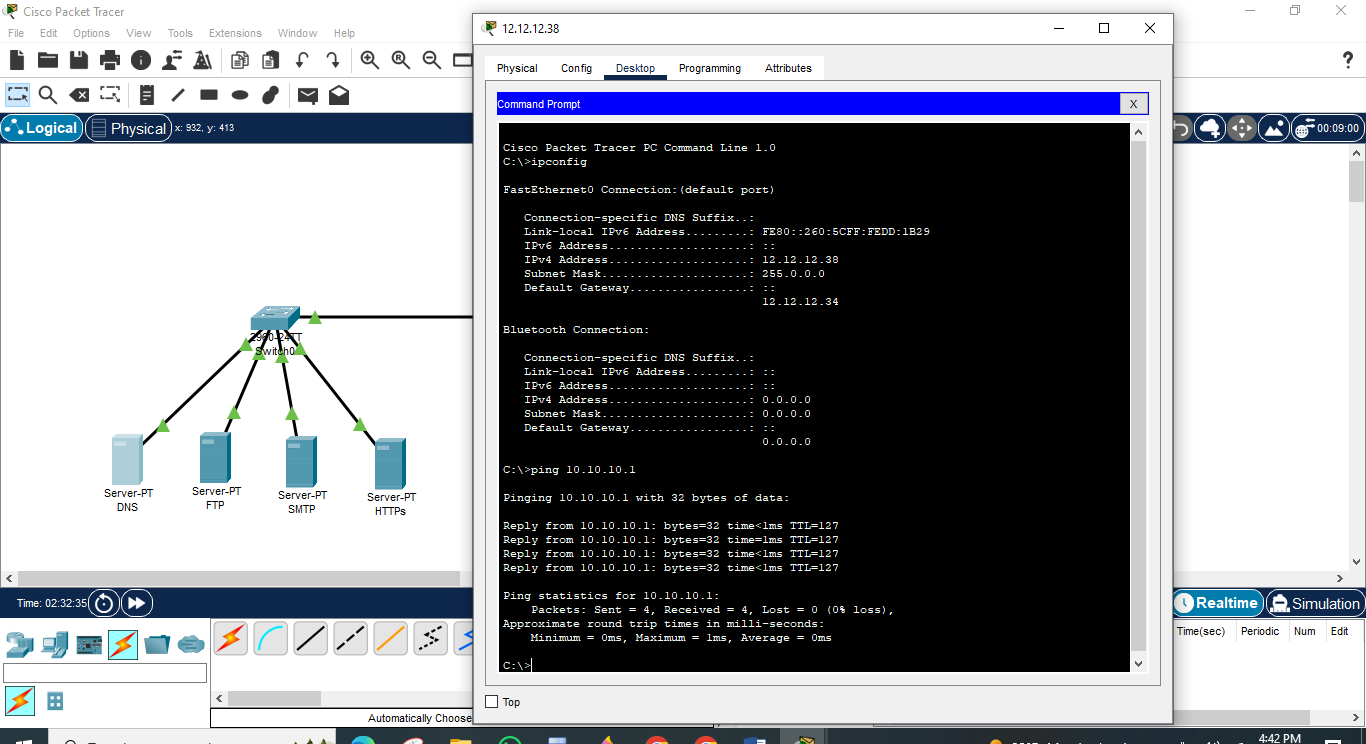 Cisco Packet Tracer
File Edit Options View Tools Extensions Window Help
Logical
Physical
x: 932, y: 413
00:09:00
2960-24TT
Switch0
Server-PT
DNS
Server-PT
FTP
Server-PT
SMTP
Server-PT
HTTPs
12.12.12.38
Physical Config Desktop Programming Attributes
Command Prompt
X
Cisco Packet Tracer PC Command Line 1.0
C:\>ipconfig
FastEthernet0 Connection:(default port)
Connection-specific DNS Suffix..:
Link-local IPv6 Address.........: FE80::260:5CFF:FEDD:1B29
IPv6 Address....................: ::
IPv4 Address....................: 12.12.12.38
Subnet Mask.....................: 255.0.0.0
Default Gateway.................: ::
12.12.12.34
Bluetooth Connection:
Connection-specific DNS Suffix..:
Link-local IPv6 Address.........: ::
IPv6 Address....................: ::
IPv4 Address....................: 0.0.0.0
Subnet Mask.....................: 0.0.0.0
Default Gateway.................: ::
0.0.0.0
C:\>ping 10.10.10.1
Pinging 10.10.10.1 with 32 bytes of data:
Reply from 10.10.10.1: bytes=32 time<1ms TTL=127
Reply from 10.10.10.1: bytes=32 time=1ms TTL=127
Reply from 10.10.10.1: bytes=32 time<1ms TTL=127
Reply from 10.10.10.1: bytes=32 time<1ms TTL=127
Ping statistics for 10.10.10.1:
Packets: Sent = 4, Received = 4, Lost = 0 (0% loss),
Approximate round trip times in milli-seconds:
Minimum = 0ms, Maximum = 1ms, Average = 0ms
C:\>
Top
Time: 02:32:35
Realtime
Simulation
Time(sec) Periodic Num Edit
Automatically Choose
4:42 PM